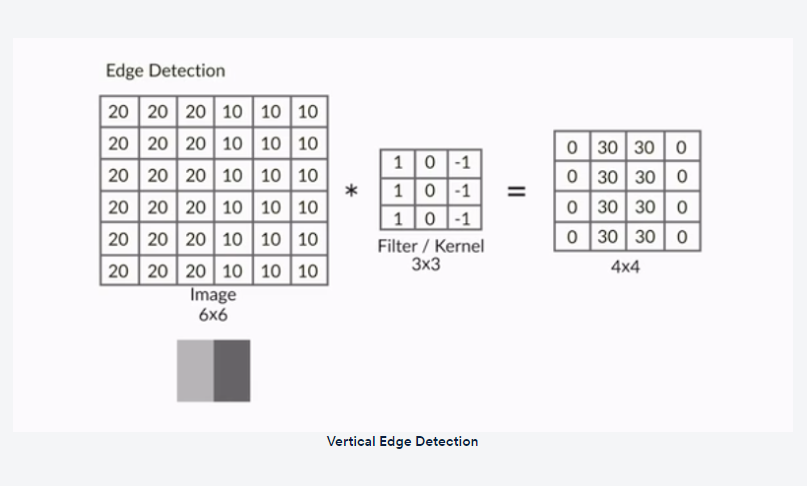 Edge Detection
20 20 20 10 10 10
20 20 20 10 10 10
20 20 20 10 10 10
20 20 20 10 10 10
20 20 20 10 10 10
20 20 20 10 10 10
Image
6x6
*
1 0 -1
1 0 -1
1 0 -1
Filter / Kernel
3x3
=
0 30 30 0
0 30 30 0
0 30 30 0
0 30 30 0
4x4
Vertical Edge Detection